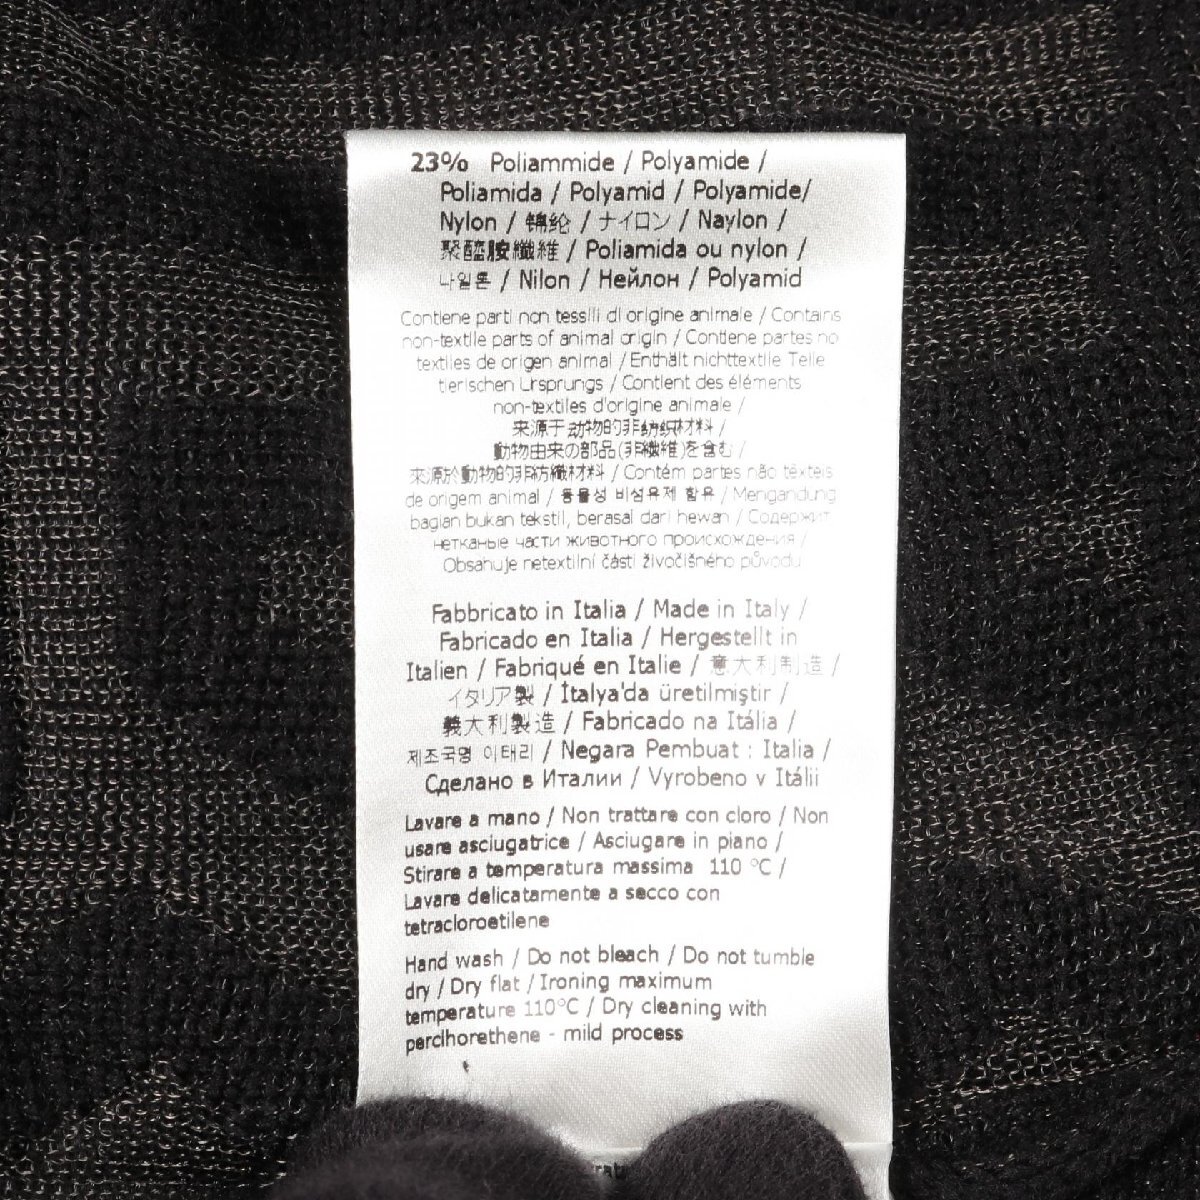 23% Poliammide / Polyamide /
Poliamida / Polyamid / Polyamide/
Nylon / 锦纶 / ナイロン / Naylon /
聚醯胺纖維 / Poliamida ou nylon /
나일론 / Nilon / Нейлон / Polyamid
Contiene parti non tessili di origine animale / Contains
non-textile parts of animal origin / Contiene partes no
textiles de origen animal / Enthält nichttextile Teile
tierischen Ursprungs / Contient des éléments
non-textiles d'origine animale /
来源于动物的非纺织材料 /
動物由来の部品(非繊維)を含む /
來源於動物的非紡織材料 / Contém partes não têxteis
de origem animal / 동물성 비섬유제 함유 / Mengandung
bagian bukan tekstil, berasal dari hewan / Содержит
нетканые части животного происхождения /
Obsahuje netextilní části živočišného původu
Fabbricato in Italia / Made in Italy /
Fabricado en Italia / Hergestellt in
Italien / Fabriqué en Italie / 意大利制造 /
イタリア製 / İtalya'da üretilmiştir /
義大利製造 / Fabricado na Itália /
제조국명 이태리 / Negara Pembuat : Italia /
Сделано в Италии / Vyrobeno v Itálii
Lavare a mano / Non trattare con cloro / Non
usare asciugatrice / Asciugare in piano /
Stirare a temperatura massima 110 °C /
Lavare delicatamente a secco con
tetracloroetilene
Hand wash / Do not bleach / Do not tumble
dry / Dry flat / Ironing maximum
temperature 110°C / Dry cleaning with
perclhorethene - mild process